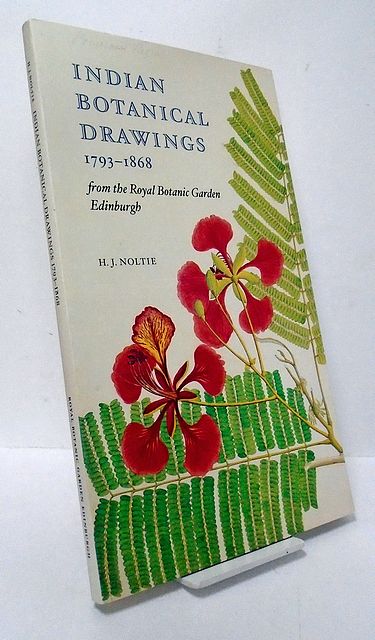 INDIAN
BOTANICAL
DRAWINGS
1793–1868
from the Royal Botanic Garden
Edinburgh
H. J. NOLTIE
H.J. NOLTIE INDIAN BOTANICAL DRAWINGS 1793–1868
ROYAL BOTANIC GARDEN EDINBURGH